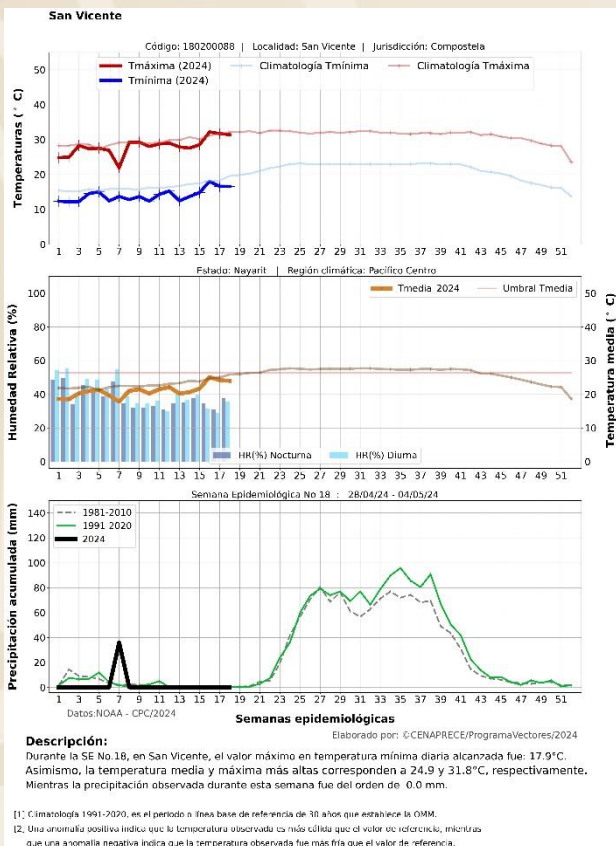 San Vicente
Código: 180200088 | Localidad: San Vicente | Jurisdicción: Compostela
Tmáxima (2024)
Climatología Tmínima
Climatología Tmáxima
Tmínima (2024)
Temperaturas (°C)
50
40
30
20
10
0
1 3 5 7 9 11 13 15 17 19 21 23 25 27 29 31 33 35 37 39 41 43 45 47 49 51
Estado: Nayarit | Región climática: Pacífico Centro
Tmedia 2024
Umbral Tmedia
Humedad Relativa (%)
100
80
60
40
20
0
50
40
30
20
10
0
Temperatura media (°C)
HR(%) Nocturna
HR(%) Diurna
1 3 5 7 9 11 13 15 17 19 21 23 25 27 29 31 33 35 37 39 41 43 45 47 49 51
Semana Epidemiológica No 18 : 28/04/24 - 04/05/24
1981-2010
1991 2020
2024
Precipitación acumulada (mm)
140
120
100
80
60
40
20
0
1 3 5 7 9 11 13 15 17 19 21 23 25 27 29 31 33 35 37 39 41 43 45 47 49 51
Datos:NOAA - CPC/2024
Semanas epidemiológicas
Elaborado por: ©CENAPRECE/ProgramaVectores/2024
Descripción:
Durante la SE No.18, en San Vicente, el valor máximo en temperatura mínima diaria alcanzada fue: 17.9°C.
Asimismo, la temperatura media y máxima más altas corresponden a 24.9 y 31.8°C, respectivamente.
Mientras la precipitación observada durante esta semana fue del orden de 0.0 mm.
[1] Climatología 1991-2020, es el periodo o línea base de referencia de 30 años que establece la OMM.
[2] Una anomalía positiva indica que la temperatura observada es más cálida que el valor de referencia, mientras
que una anomalía negativa indica que la temperatura observada fue más fría que el valor de referencia.